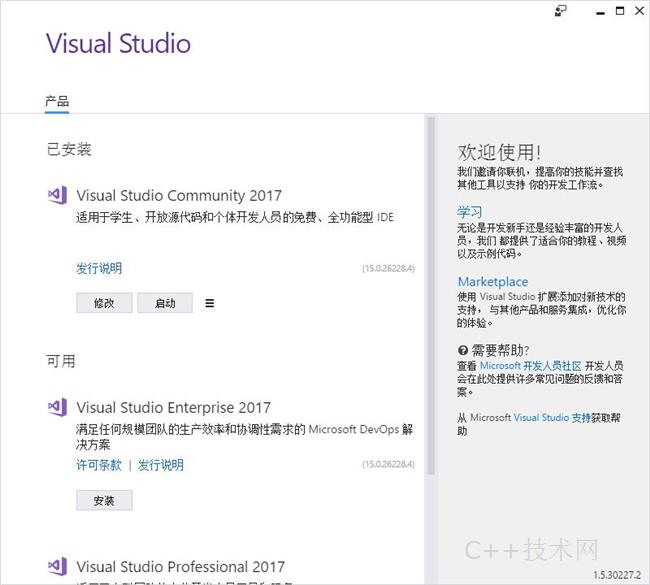 Visual Studio
产品
已安装
Visual Studio Community 2017
适用于学生、开放源代码和个体开发人员的免费、全功能型 IDE
发行说明
(15.0.26228.4)
修改
启动
可用
Visual Studio Enterprise 2017
满足任何规模团队的生产效率和协调性需求的 Microsoft DevOps 解
决方案
许可条款 | 发行说明
(15.0.26228.4)
安装
Visual Studio Professional 2017
欢迎使用!
我们邀请你联机，提高你的技能并查找
其他工具以支持 你的开发工作流。
学习
无论是开发新手还是经验丰富的开发人
员，我们 都提供了适合你的教程、视频
以及示例代码。
Marketplace
使用 Visual Studio 扩展添加对新技术的
支持， 与其他产品和服务集成，优化你
的体验。
需要帮助?
查看 Microsoft 开发人员社区 开发人员
会在此处提供许多常见问题的反馈和答
案。
从 Microsoft Visual Studio 支持获取帮
助
C++技术网
1.5.30227.2